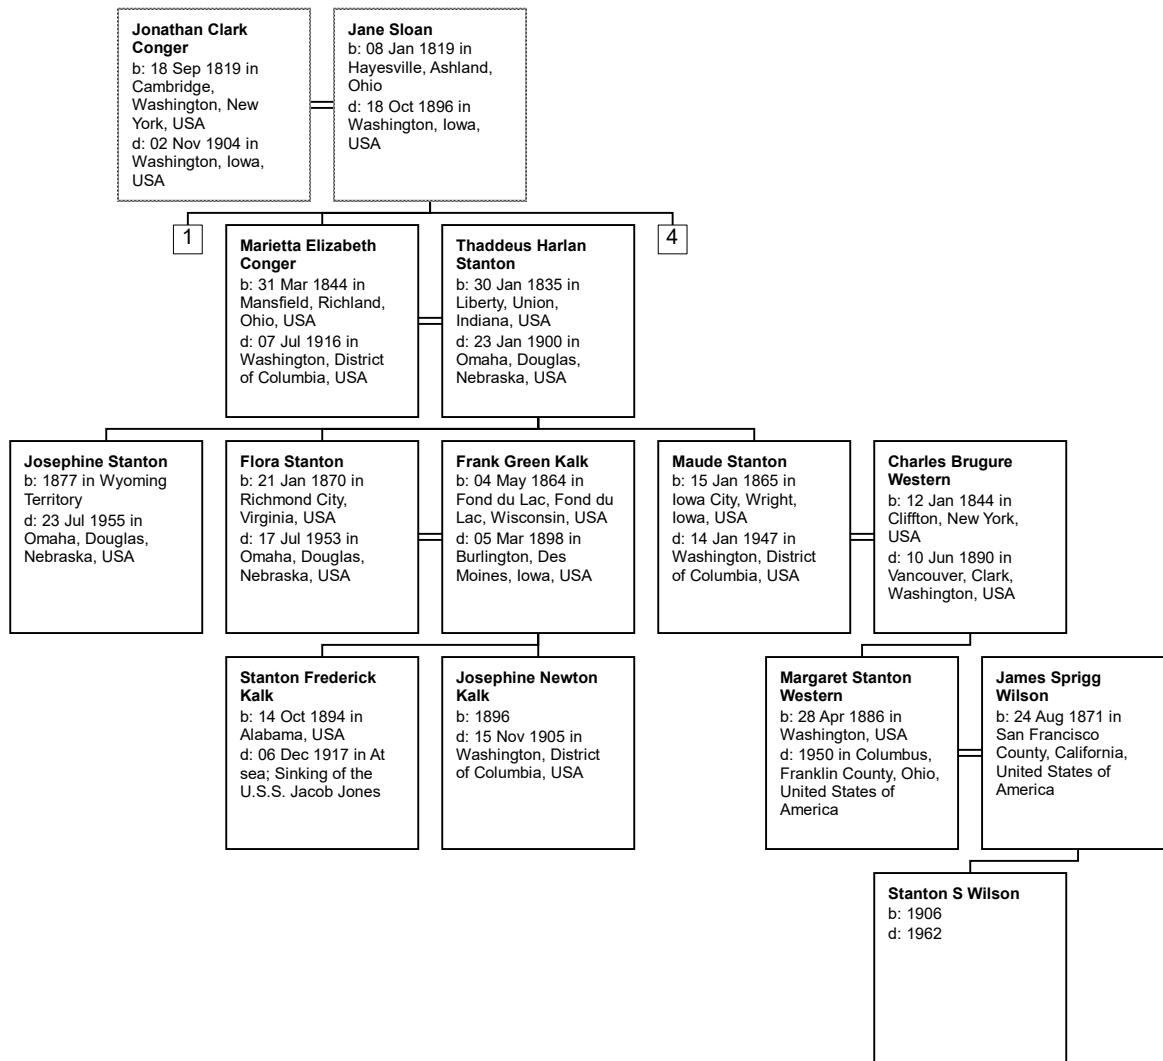 Jonathan Clark
Conger
b: 18 Sep 1819 in
Cambridge,
Washington, New
York, USA
d: 02 Nov 1904 in
Washington, Iowa,
USA
Jane Sloan
b: 08 Jan 1819 in
Hayesville, Ashland,
Ohio
d: 18 Oct 1896 in
Washington, Iowa,
USA
1
Marietta Elizabeth
Conger
b: 31 Mar 1844 in
Mansfield, Richland,
Ohio, USA
d: 07 Jul 1916 in
Washington, District
of Columbia, USA
Thaddeus Harlan
Stanton
b: 30 Jan 1835 in
Liberty, Union,
Indiana, USA
d: 23 Jan 1900 in
Omaha, Douglas,
Nebraska, USA
4
Josephine Stanton
b: 1877 in Wyoming
Territory
d: 23 Jul 1955 in
Omaha, Douglas,
Nebraska, USA
Flora Stanton
b: 21 Jan 1870 in
Richmond City,
Virginia, USA
d: 17 Jul 1953 in
Omaha, Douglas,
Nebraska, USA
Frank Green Kalk
b: 04 May 1864 in
Fond du Lac, Fond du
Lac, Wisconsin, USA
d: 05 Mar 1898 in
Burlington, Des
Moines, Iowa, USA
Maude Stanton
b: 15 Jan 1865 in
Iowa City, Wright,
Iowa, USA
d: 14 Jan 1947 in
Washington, District
of Columbia, USA
Charles Brugure
Western
b: 12 Jan 1844 in
Cliffton, New York,
USA
d: 10 Jun 1890 in
Vancouver, Clark,
Washington, USA
Stanton Frederick
Kalk
b: 14 Oct 1894 in
Alabama, USA
d: 06 Dec 1917 in At
sea; Sinking of the
U.S.S. Jacob Jones
Josephine Newton
Kalk
b: 1896
d: 15 Nov 1905 in
Washington, District
of Columbia, USA
Margaret Stanton
Western
b: 28 Apr 1886 in
Washington, USA
d: 1950 in Columbus,
Franklin County, Ohio,
United States of
America
James Sprigg
Wilson
b: 24 Aug 1871 in
San Francisco
County, California,
United States of
America
Stanton S Wilson
b: 1906
d: 1962